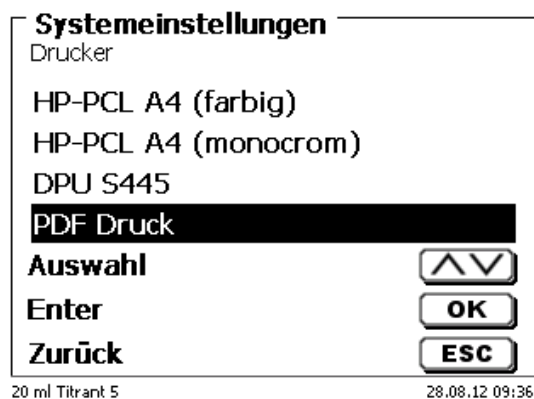 Systemeinstellungen
Drucker
HP-PCL A4 (farbig)
HP-PCL A4 (monocrom)
DPU S445
PDF Druck
Auswahl
Enter OK
Zurück ESC
20 ml Titrant 5 28.08.12 09:36